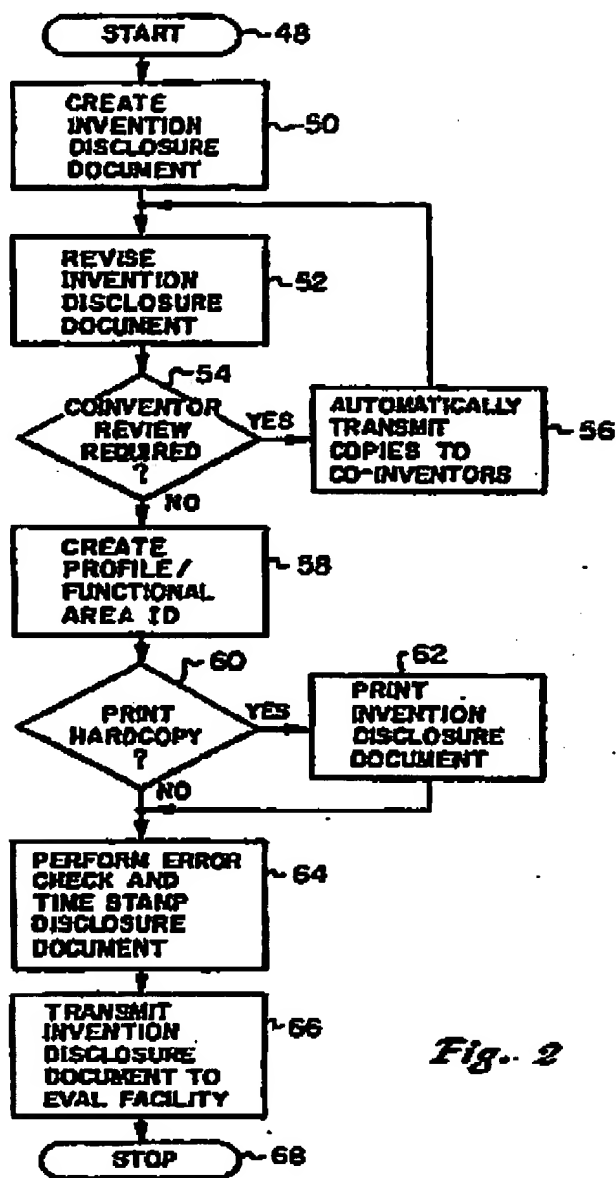 START
48
CREATE
INVENTION
DISCLOSURE
DOCUMENT
50
REVISE
INVENTION
DISCLOSURE
DOCUMENT
52
54
COINVENTOR
REVIEW
REQUIRED
?
YES
NO
AUTOMATICALLY
TRANSMIT
COPIES TO
CO-INVENTORS
56
CREATE
PROFILE/
FUNCTIONAL
AREA ID
58
60
PRINT
HARDCOPY
?
YES
NO
62
PRINT
INVENTION
DISCLOSURE
DOCUMENT
PERFORM ERROR
CHECK AND
TIME STAMP
DISCLOSURE
DOCUMENT
64
TRANSMIT
INVENTION
DISCLOSURE
DOCUMENT TO
EVAL FACILITY
66
Fig. 2
STOP
68